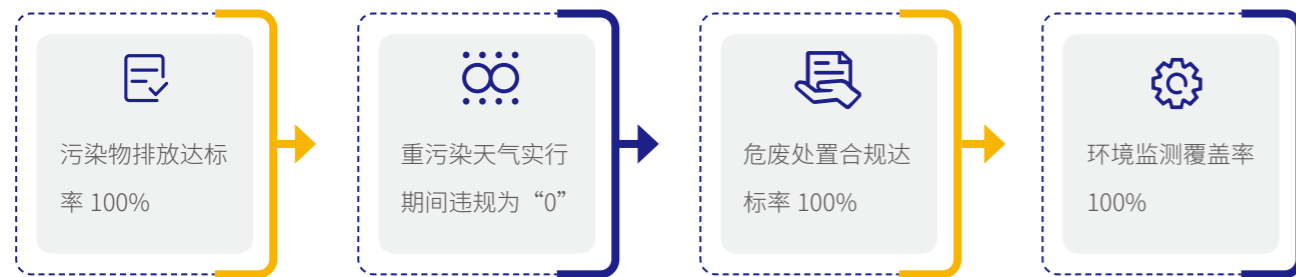 污染物排放达标
率 100%
重污染天气实行
期间违规为“0”
危废处置合规达
标率 100%
环境监测覆盖率
100%